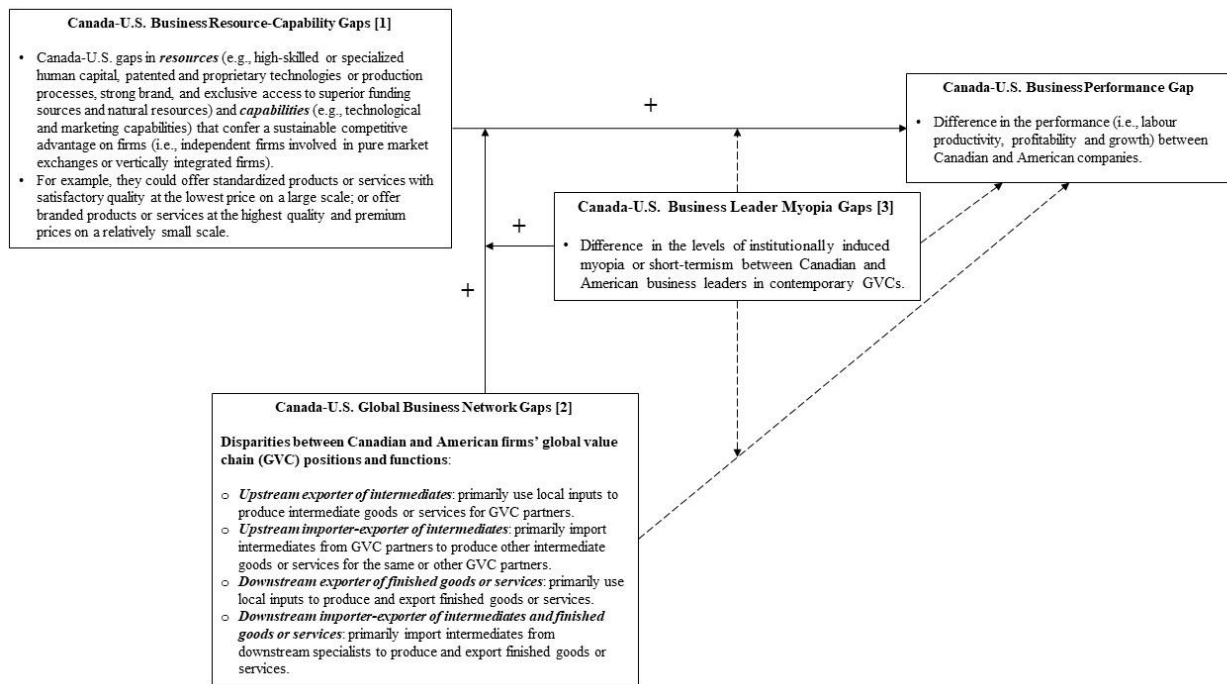 Canada-U.S. Business Resource-Capability Gaps [1]
• Canada-U.S. gaps in resources (e.g., high-skilled or specialized
human capital, patented and proprietary technologies or production
processes, strong brand, and exclusive access to superior funding
sources and natural resources) and capabilities (e.g., technological
and marketing capabilities) that confer a sustainable competitive
advantage on firms (i.e., independent firms involved in pure market
exchanges or vertically integrated firms).
• For example, they could offer standardized products or services with
satisfactory quality at the lowest price on a large scale; or offer
branded products or services at the highest quality and premium
prices on a relatively small scale.
+
Canada-U.S. Business Performance Gap
• Difference in the performance (i.e., labour
productivity, profitability and growth) between
Canadian and American companies.
Canada-U.S. Business Leader Myopia Gaps [3]
• Difference in the levels of institutionally induced
myopia or short-termism between Canadian and
American business leaders in contemporary GVCs.
+
+
Canada-U.S. Global Business Network Gaps [2]
Disparities between Canadian and American firms' global value
chain (GVC) positions and functions:
o Upstream exporter of intermediates: primarily use local inputs to
produce intermediate goods or services for GVC partners.
o Upstream importer-exporter of intermediates: primarily import
intermediates from GVC partners to produce other intermediate
goods or services for the same or other GVC partners.
o Downstream exporter of finished goods or services: primarily use
local inputs to produce and export finished goods or services.
o Downstream importer-exporter of intermediates and finished
goods or services: primarily import intermediates from
downstream specialists to produce and export finished goods or
services.